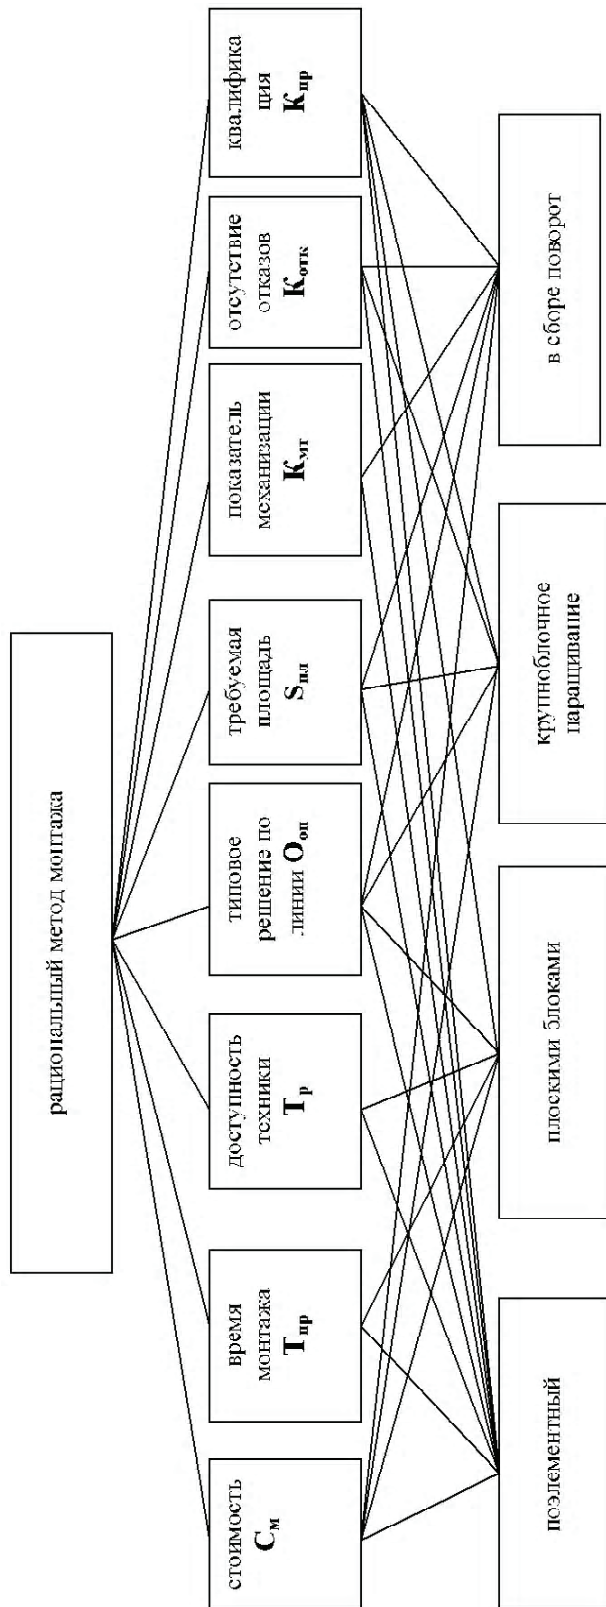 рациональный метод монтажа
стоимость
См
время
монтажа
Тпр
доступность
техники
Тр
типовое
решение по
линии Ооп
требуемая
площадь
Sпл
показатель
механизации
Кмт
отсутствие
отказов
Котк
квалифика
ция
Кпр
поэлементный
плоскими блоками
крупноблочное
наращивание
в сборе поворот